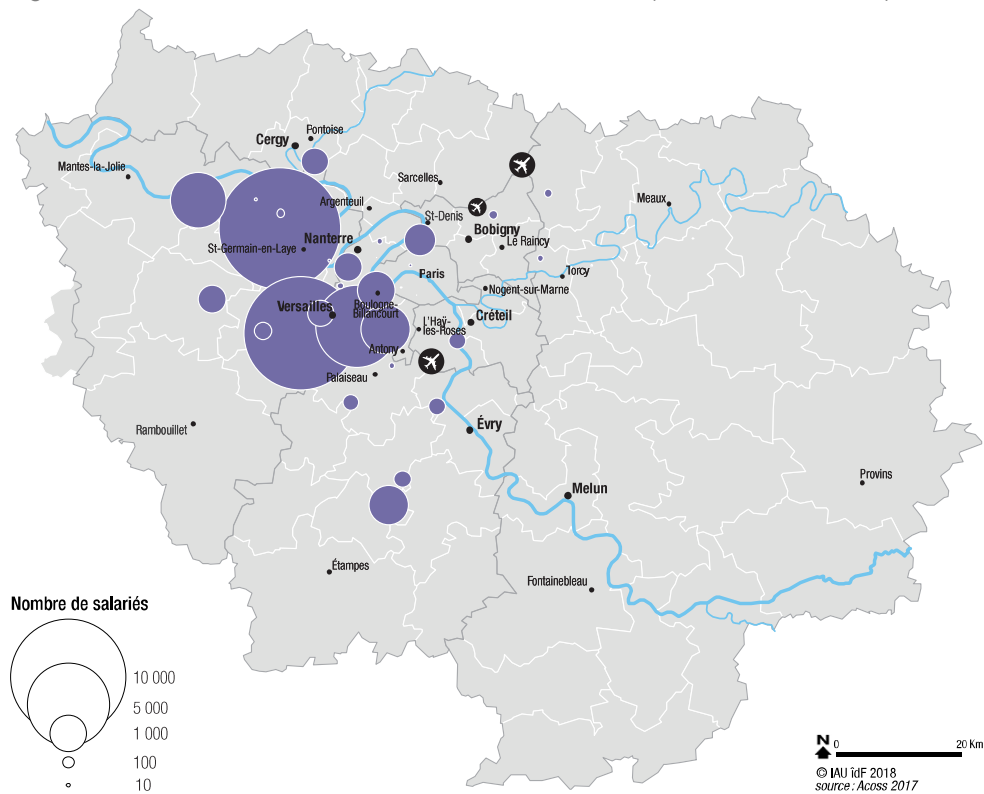 Pontoise
Cergy
Mantes-la-Jolie
Sarcelles
Meaux
Argenteuil
St-Denis
Bobigny
St-Germain-en-Laye
Nanterre
Le Raincy
Paris
Torcy
Nogent-sur-Marne
Versailles
Boulogne-
Billancourt
Créteil
L'Haÿ-
les-Roses
Antony
Palaiseau
Rambouillet
Évry
Provins
Melun
Étampes
Fontainebleau
Nombre de salariés
10 000
5 000
1 000
100
10
N
0 20 Km
© IAU îdF 2018
source : Acoss 2017